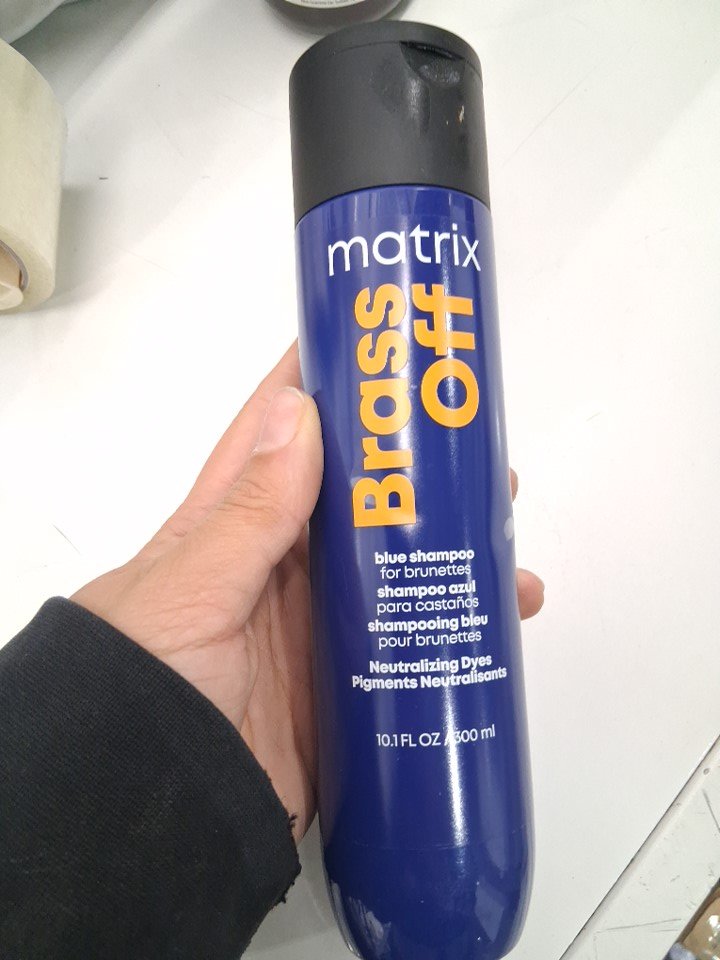 matrix
Brass
Off
blue shampoo
for brunettes
shampoo azul
para castaños
shampooing bleu
pour brunettes
Neutralizing Dyes
Pigments Neutralisants
10.1 FL OZ / 300 ml